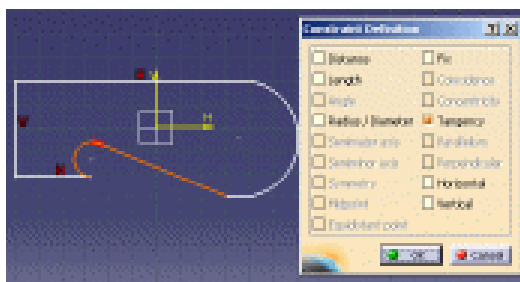 Constraint Definition
Distance
Fix
Length
Coincidence
Angle
Concentricity
Radius / Diameter
Tangency
Semimajor axis
Parallelism
Semiminor axis
Perpendicular
Symmetry
Horizontal
Midpoint
Vertical
Equidistant point
OK
Cancel
H
V
H
V
H